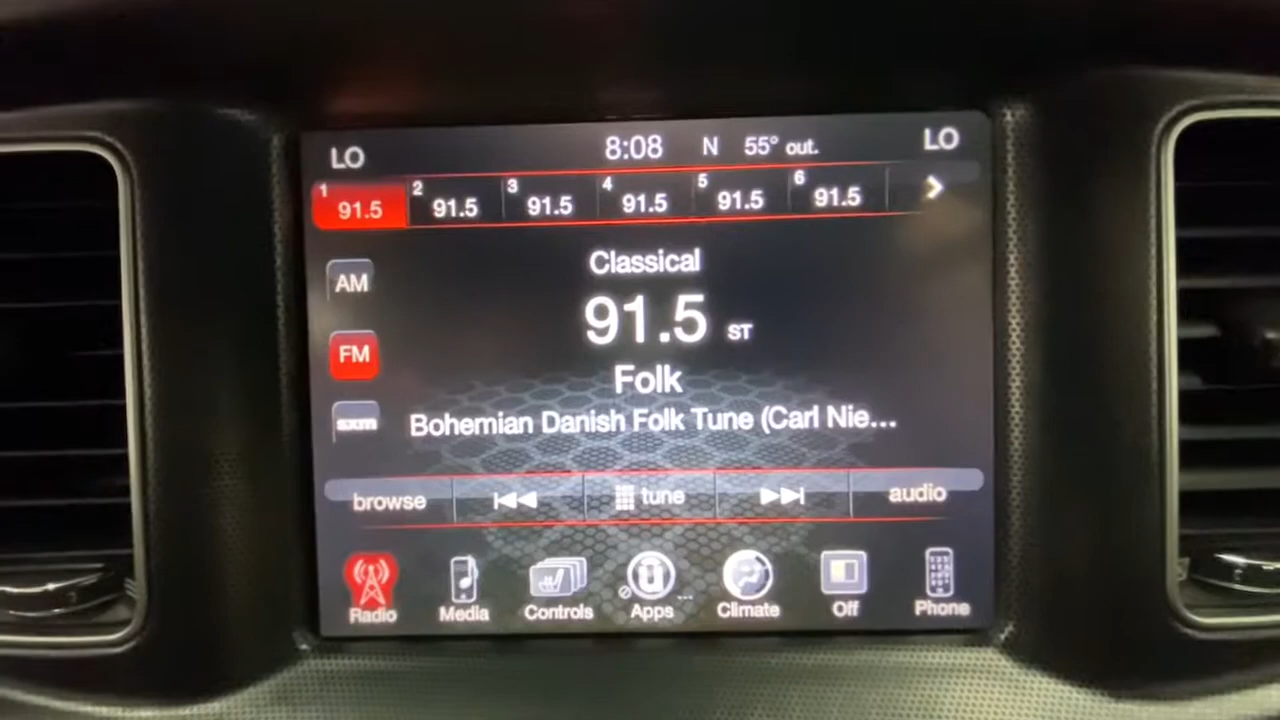 LO 8:08 N 55° out. LO
1 91.5 2 91.5 3 91.5 4 91.5 5 91.5 6 91.5
Classical
AM
91.5 ST
FM
Folk
sxm
Bohemian Danish Folk Tune (Carl Nie...
browse tune audio
Radio Media Controls Apps... Climate Off Phone